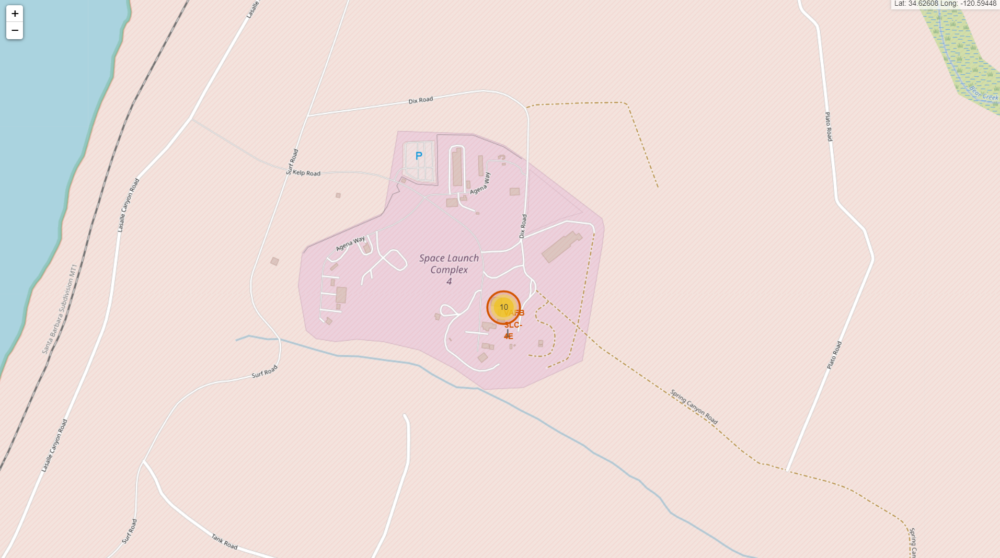 +
−
Lat: 34.62608 Long: -120.59448
Lasalle
Bear Creek
Dix Road
Plato Road
P
Surf Road
Kelp Road
Agena Way
Lasalle Canyon Road
Dix Road
Agena Way
Space Launch
Complex
4
Santa Barbara Subdivision MT1
10
VAFB
SLC-
4E
Surf Road
Plato Road
Spring Canyon Road
Lasalle Canyon Road
Surf Road
Tank Road
Spring Can